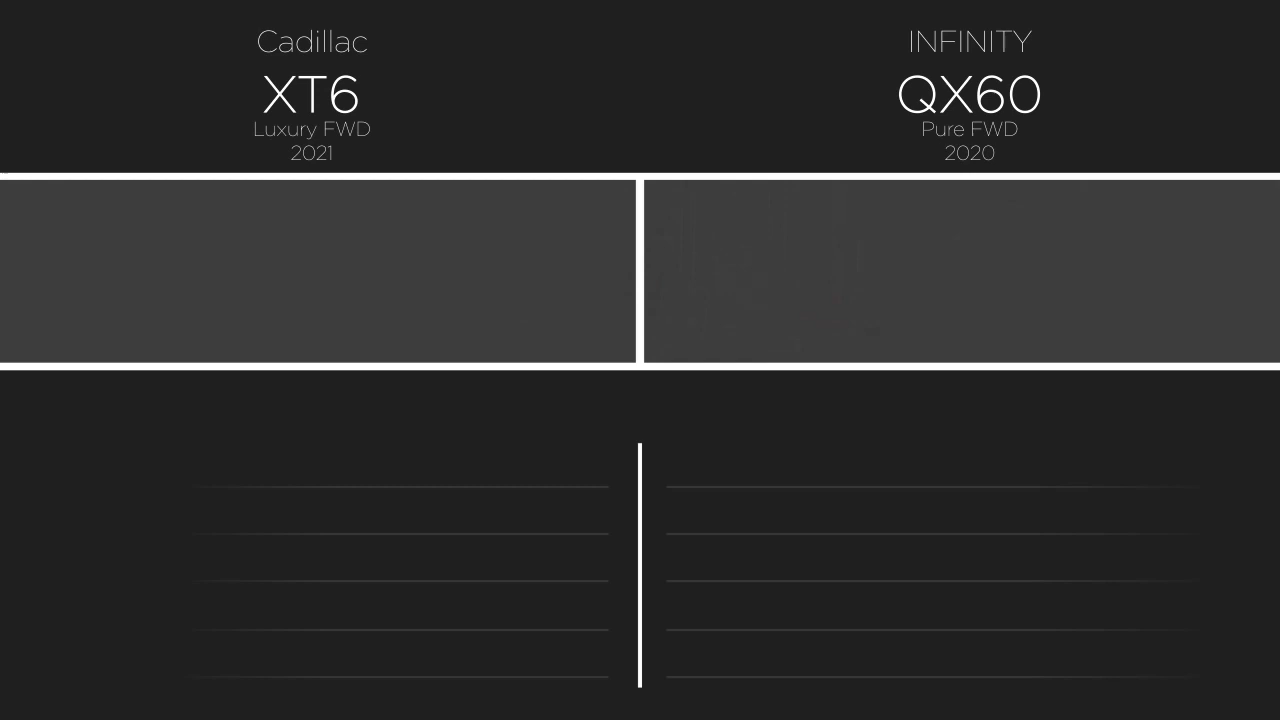 Cadillac
XT6
Luxury FWD
2021
INFINITY
QX60
Pure FWD
2020